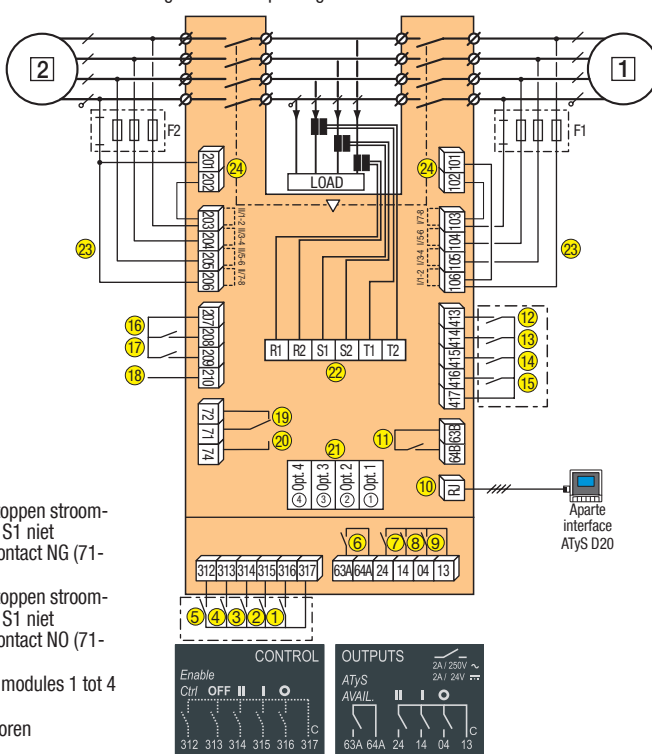 2
1
F2
F1
LOAD
201
202
24
24
101
102
203
204
205
206
II/1-2
II/3-4
II/5-6
II/7-8
I/7-8
I/5-6
I/3-4
I/1-2
103
104
105
106
23
23
16
17
18
207
208
209
210
R1 R2 S1 S2 T1 T2
22
413
414
415
416
417
12
13
14
15
72
71
74
19
20
21
Opt. 4
Opt. 3
Opt. 2
Opt. 1
4 3 2 1
11
63B
64B
10
RJ
Aparte
interface
ATyS D20
toppen stroom-
S1 niet
ontact NG (71-
toppen stroom-
S1 niet
ontact NO (71-
modules 1 tot 4
oren
6 7 8 9
312 313 314 315 316 317
63A 64A 24 14 04 13
5 4 3 2 1
CONTROL
Enable
Ctrl OFF II I O
C
312 313 314 315 316 317
OUTPUTS
2A / 250V ~
2A / 24V ⎓
ATyS
AVAIL. II I O
C
63A 64A 24 14 04 13